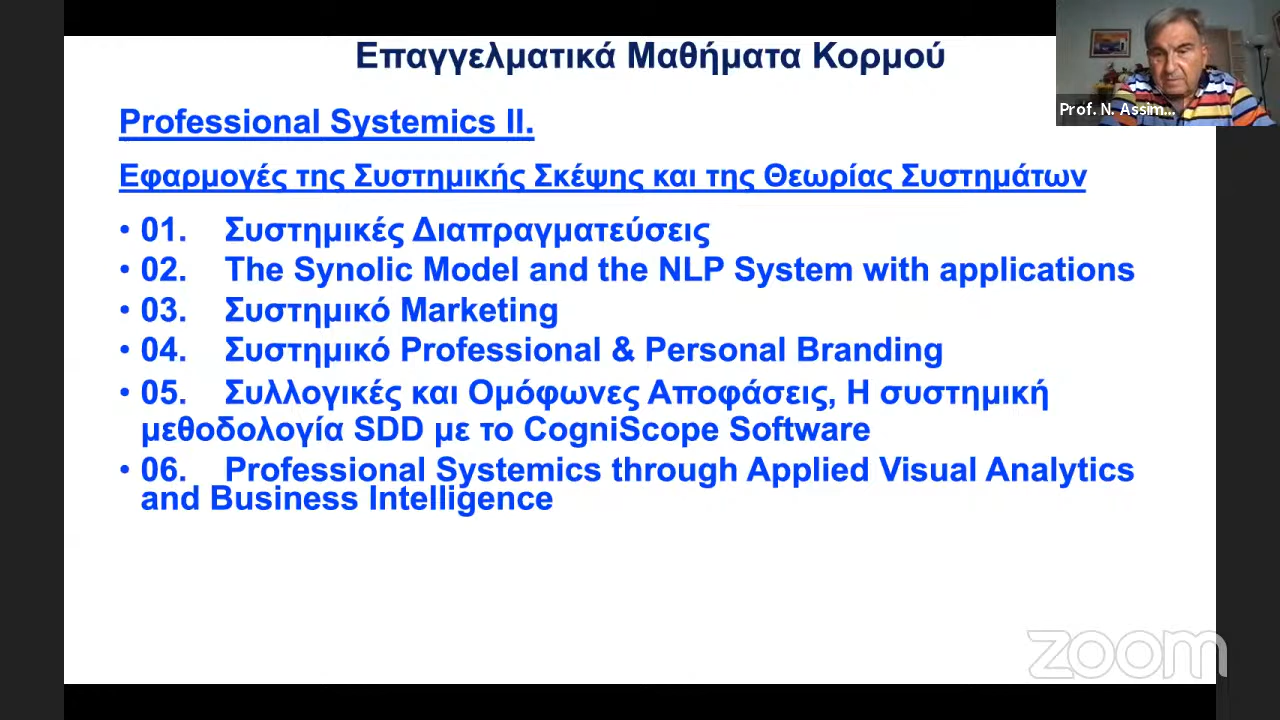 Επαγγελματικά Μαθήματα Κορμού
Prof. N. Assim...
Professional Systemics II.
Εφαρμογές της Συστημικής Σκέψης και της Θεωρίας Συστημάτων
• 01. Συστημικές Διαπραγματεύσεις
• 02. The Synolic Model and the NLP System with applications
• 03. Συστημικό Marketing
• 04. Συστημικό Professional & Personal Branding
• 05. Συλλογικές και Ομόφωνες Αποφάσεις, Η συστημική
μεθοδολογία SDD με το CogniScope Software
• 06. Professional Systemics through Applied Visual Analytics
and Business Intelligence
zoom